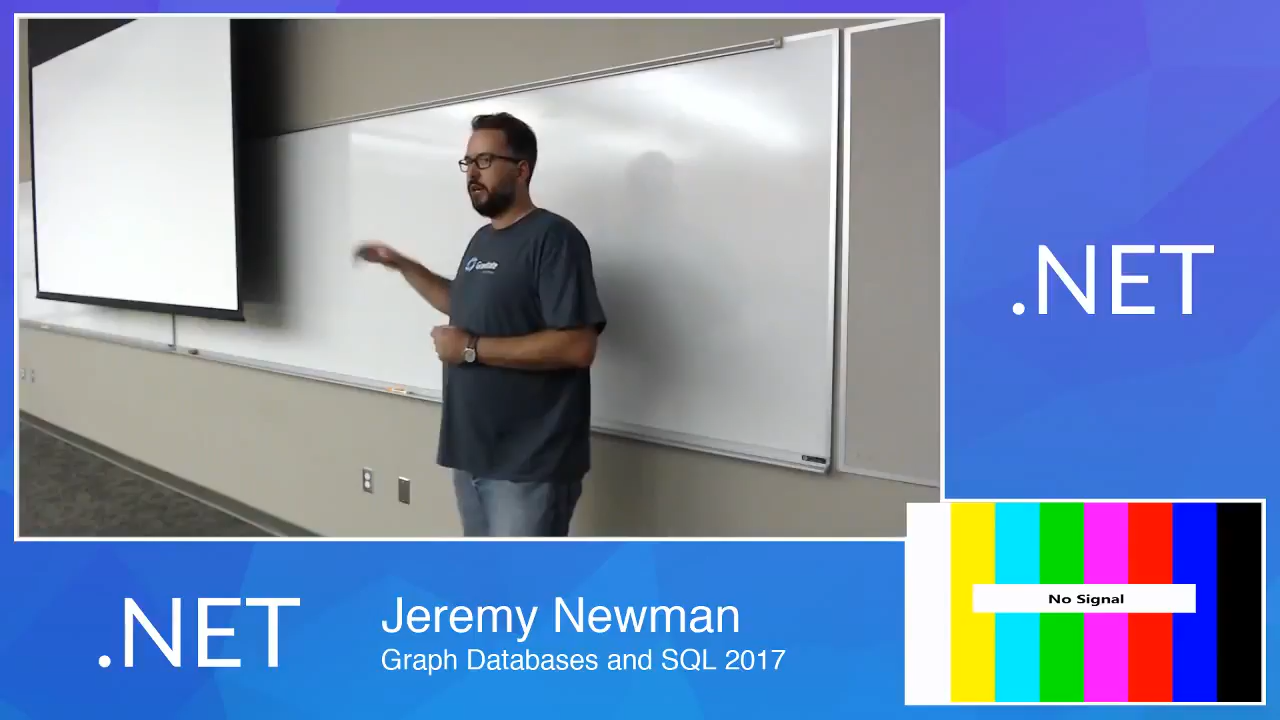 .NET
No Signal
.NET
Jeremy Newman
Graph Databases and SQL 2017